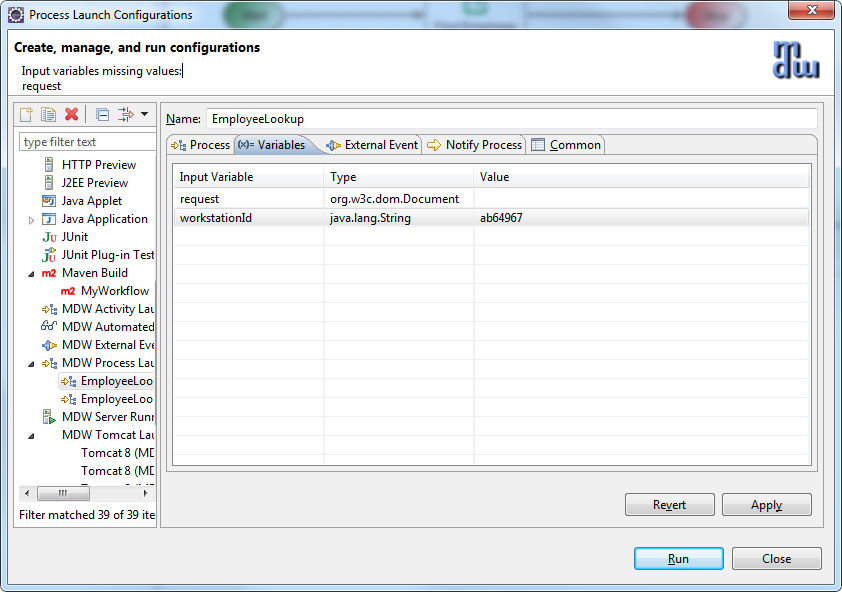 Process Launch Configurations
Create, manage, and run configurations
Input variables missing values:
request
mdw
type filter text
HTTP Preview
J2EE Preview
Java Applet
Java Application
JUnit
JUnit Plug-in Test
Maven Build
MyWorkflow
MDW Activity Lau
MDW Automated
MDW External Eve
MDW Process Lau
EmployeeLoo
EmployeeLoo
MDW Server Runn
MDW Tomcat Lau
Tomcat 8 (MD
Tomcat 8 (MD
Filter matched 39 of 39 ite
Name: EmployeeLookup
Process (x)= Variables External Event Notify Process Common
Input Variable Type Value
request org.w3c.dom.Document
workstationId java.lang.String ab64967
Revert Apply
Run Close